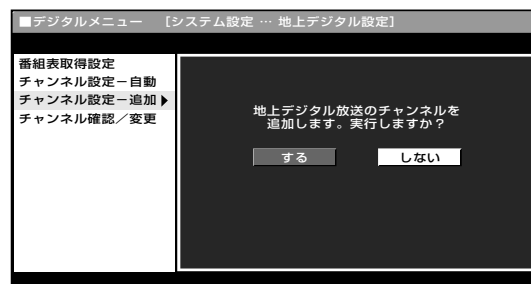 ■デジタルメニュー [システム設定 … 地上デジタル設定]
番組表取得設定
チャンネル設定－自動
チャンネル設定－追加▶
チャンネル確認／変更
地上デジタル放送のチャンネルを
追加します。実行しますか？
する しない